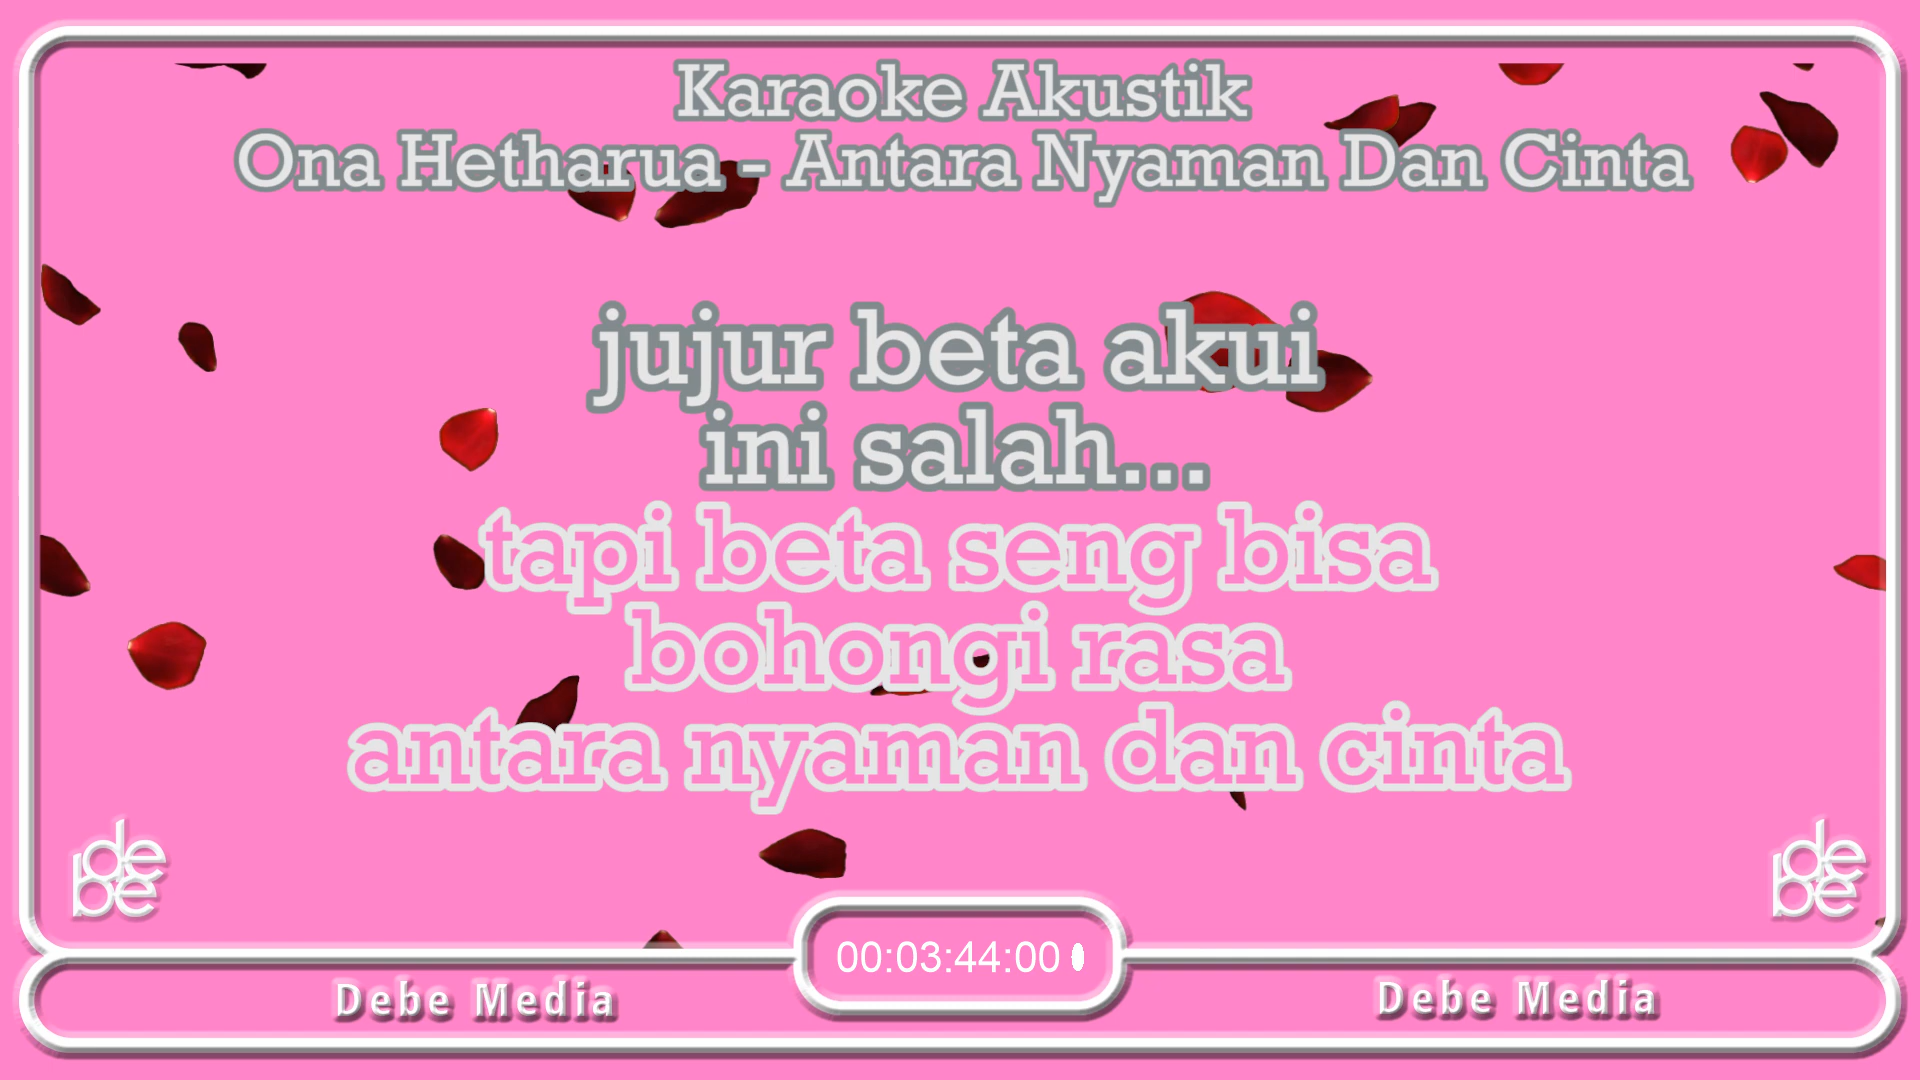 Karaoke Akustik
Ona Hetharua - Antara Nyaman Dan Cinta
jujur beta akui
ini salah...
tapi beta seng bisa
bohongi rasa
antara nyaman dan cinta
de
be
de
be
00:03:44:00
Debe Media
Debe Media